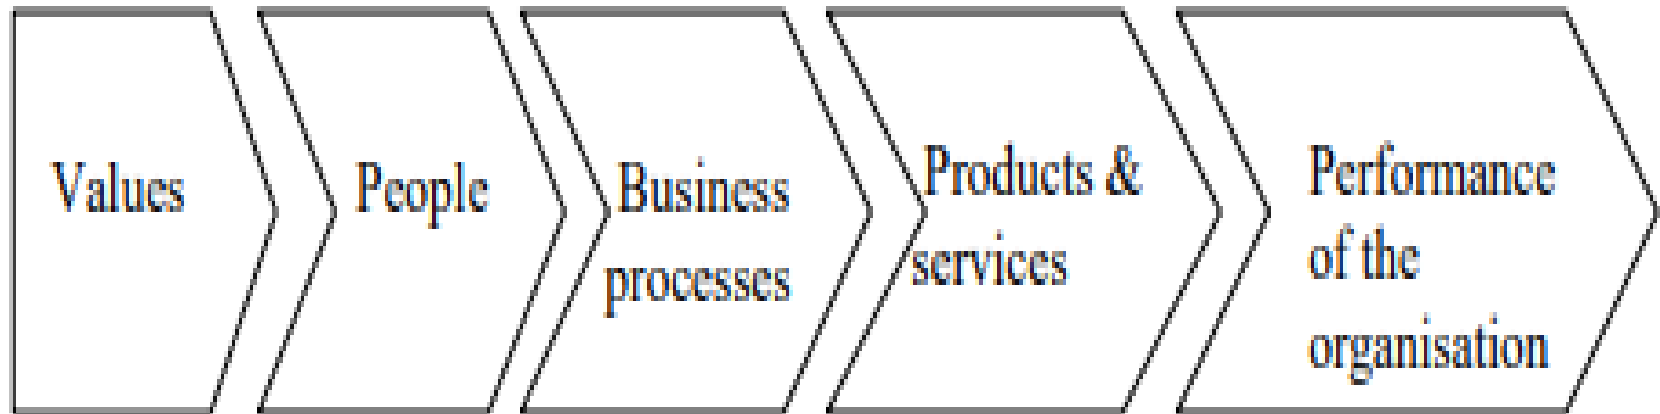 Values
People
Business
processes
Products &
services
Performance
of the
organisation